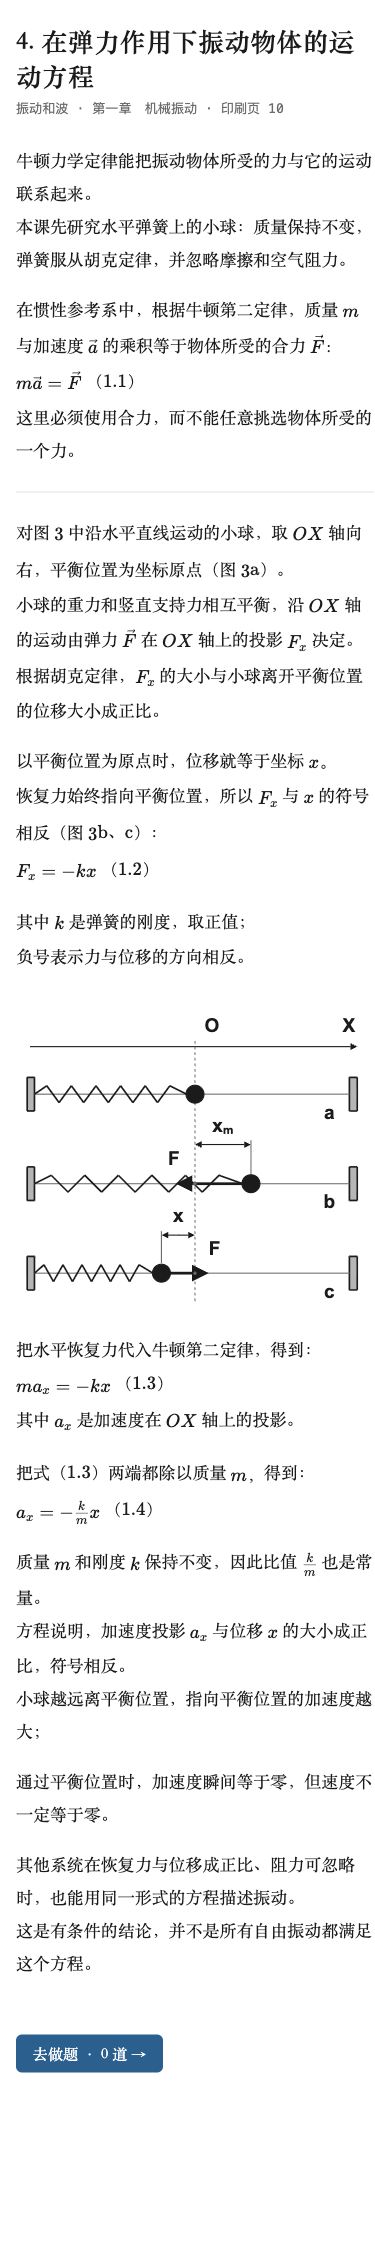 4. 在弹力作用下振动物体的运
动方程
振动和波 · 第一章 机械振动 · 印刷页 10
牛顿力学定律能把振动物体所受的力与它的运动
联系起来。
本课先研究水平弹簧上的小球：质量保持不变，
弹簧服从胡克定律，并忽略摩擦和空气阻力。
在惯性参考系中，根据牛顿第二定律，质量 m
与加速度 a⃗ 的乘积等于物体所受的合力 F⃗：
ma⃗ = F⃗ （1.1）
这里必须使用合力，而不能任意挑选物体所受的
一个力。
对图 3 中沿水平直线运动的小球，取 OX 轴向
右，平衡位置为坐标原点（图 3a）。
小球的重力和竖直支持力相互平衡，沿 OX 轴
的运动由弹力 F⃗ 在 OX 轴上的投影 Fₓ 决定。
根据胡克定律，Fₓ 的大小与小球离开平衡位置
的位移大小成正比。
以平衡位置为原点时，位移就等于坐标 x。
恢复力始终指向平衡位置，所以 Fₓ 与 x 的符号
相反（图 3b、c）：
Fₓ = −kx （1.2）
其中 k 是弹簧的刚度，取正值；
负号表示力与位移的方向相反。
O X
a
xₘ
F
b
x
F
c
把水平恢复力代入牛顿第二定律，得到：
maₓ = −kx （1.3）
其中 aₓ 是加速度在 OX 轴上的投影。
把式（1.3）两端都除以质量 m，得到：
aₓ = −k/m x （1.4）
质量 m 和刚度 k 保持不变，因此比值 k/m 也是常
量。
方程说明，加速度投影 aₓ 与位移 x 的大小成正
比，符号相反。
小球越远离平衡位置，指向平衡位置的加速度越
大；
通过平衡位置时，加速度瞬间等于零，但速度不
一定等于零。
其他系统在恢复力与位移成正比、阻力可忽略
时，也能用同一形式的方程描述振动。
这是有条件的结论，并不是所有自由振动都满足
这个方程。
去做题 · 0 道 →